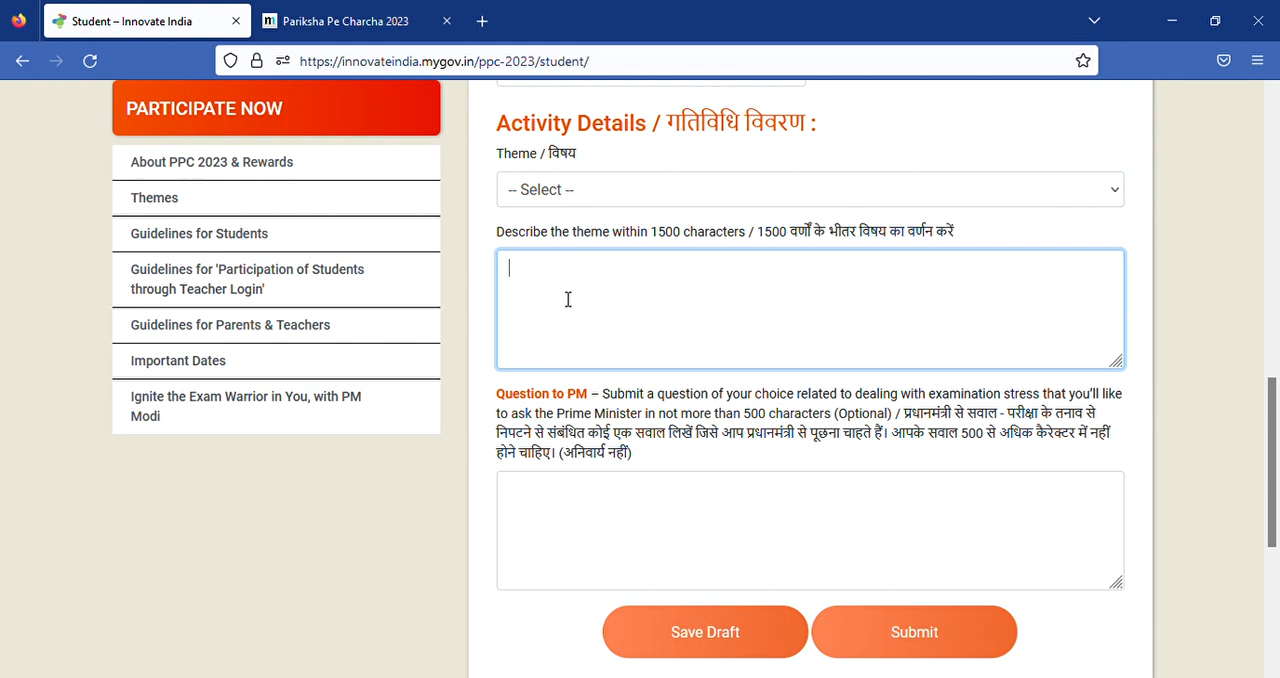 Student – Innovate India
m Pariksha Pe Charcha 2023
https://innovateindia.mygov.in/ppc-2023/student/
PARTICIPATE NOW
About PPC 2023 & Rewards
Themes
Guidelines for Students
Guidelines for 'Participation of Students
through Teacher Login'
Guidelines for Parents & Teachers
Important Dates
Ignite the Exam Warrior in You, with PM
Modi
Activity Details / गतिविधि विवरण :
Theme / विषय
-- Select --
Describe the theme within 1500 characters / 1500 वर्णों के भीतर विषय का वर्णन करें
Question to PM – Submit a question of your choice related to dealing with examination stress that you'll like
to ask the Prime Minister in not more than 500 characters (Optional) / प्रधानमंत्री से सवाल - परीक्षा के तनाव से
निपटने से संबंधित कोई एक सवाल लिखें जिसे आप प्रधानमंत्री से पूछना चाहते हैं। आपके सवाल 500 से अधिक कैरेक्टर में नहीं
होने चाहिए। (अनिवार्य नहीं)
Save Draft
Submit